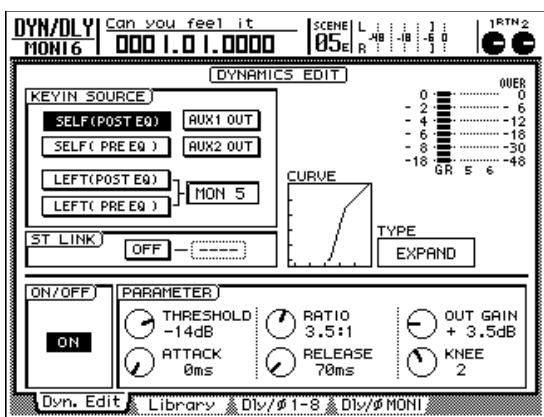 DYN/DLY Can you feel it SCENE L 1RTN2
MONI6 000 1.0 1.0000 05E R -48 -18 -6 0
DYNAMICS EDIT
KEYIN SOURCE
SELF(POST EQ) AUX1 OUT
SELF( PRE EQ ) AUX2 OUT
LEFT(POST EQ)
LEFT( PRE EQ ) MON 5
ST LINK
OFF ----
CURVE
TYPE
EXPAND
OVER
0 0
- 2 - 6
- 4 -12
- 6 -18
- 8 -30
-18 -48
GR 5 6
ON/OFF
ON
PARAMETER
THRESHOLD RATIO OUT GAIN
-14dB 3.5:1 + 3.5dB
ATTACK RELEASE KNEE
0ms 70ms 2
Dyn. Edit Library Dly/Ø 1-8 Dly/Ø MONI